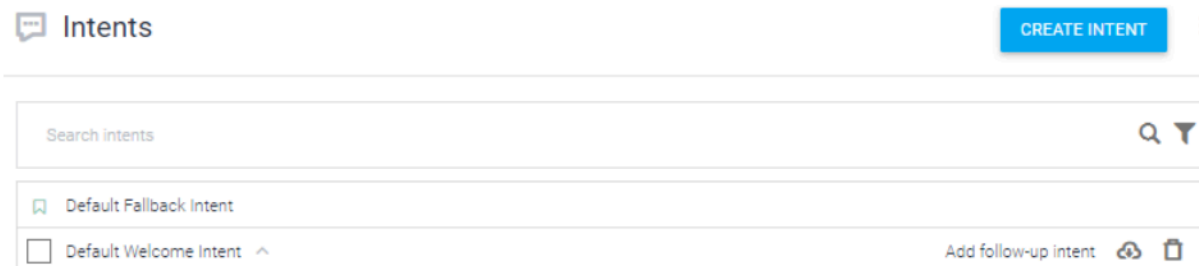 Intents
CREATE INTENT
Search intents
Default Fallback Intent
Default Welcome Intent
Add follow-up intent